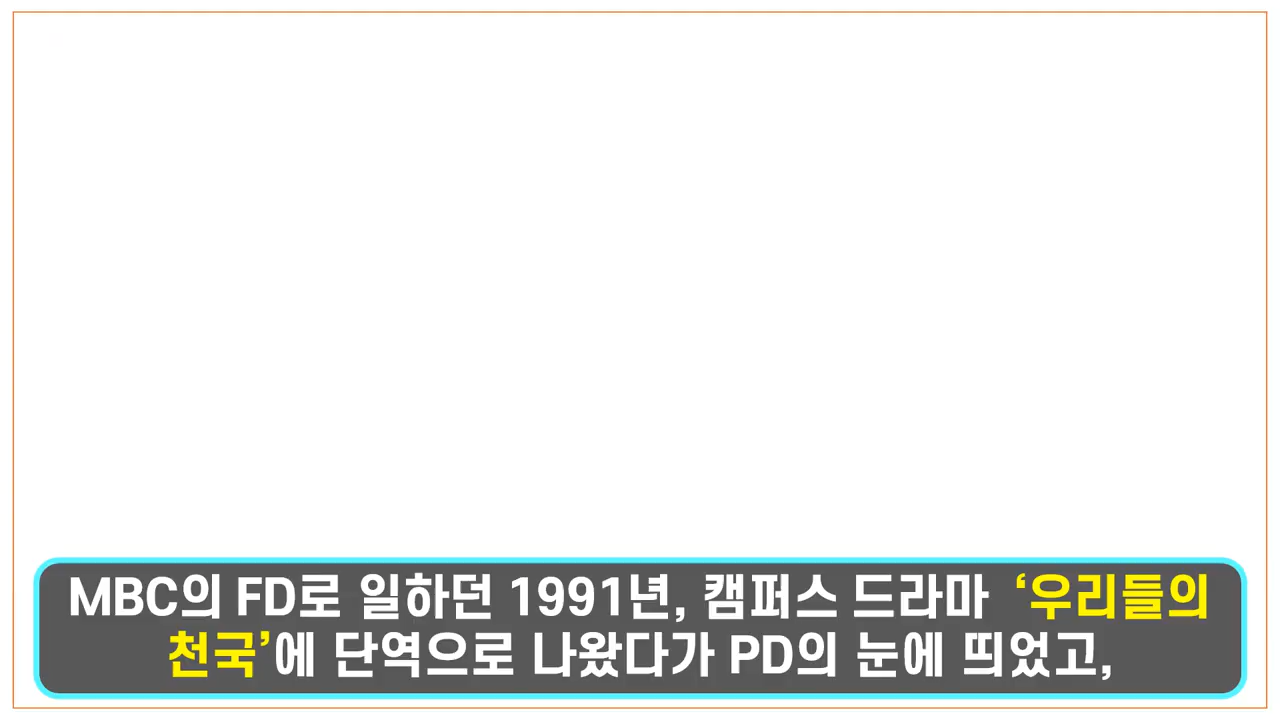 MBC의 FD로 일하던 1991년, 캠퍼스 드라마 ‘우리들의
천국’에 단역으로 나왔다가 PD의 눈에 띄었고,